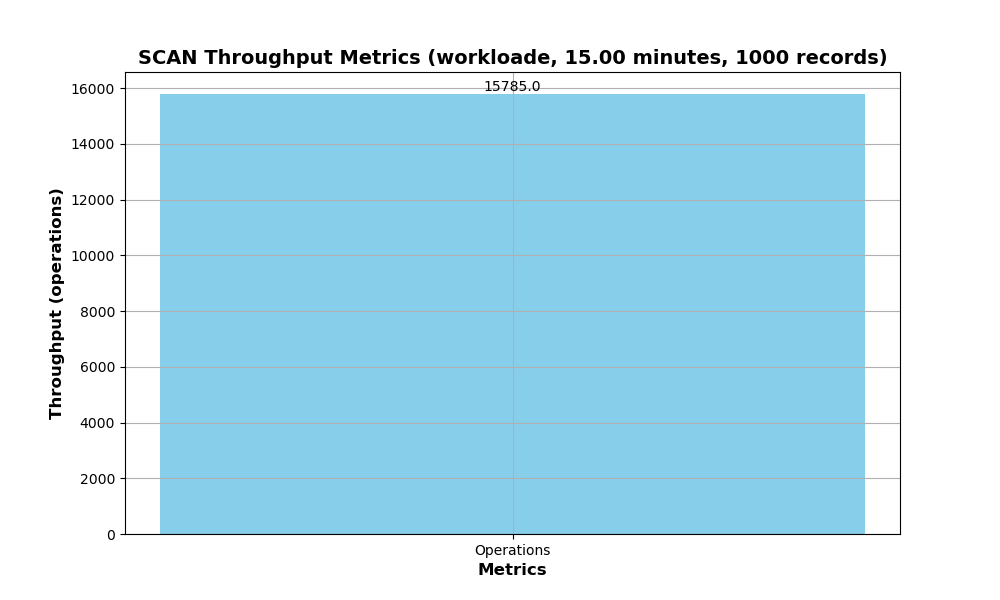 SCAN Throughput Metrics (workloade, 15.00 minutes, 1000 records)
15785.0
16000
14000
12000
10000
8000
6000
4000
2000
0
Throughput (operations)
Operations
Metrics